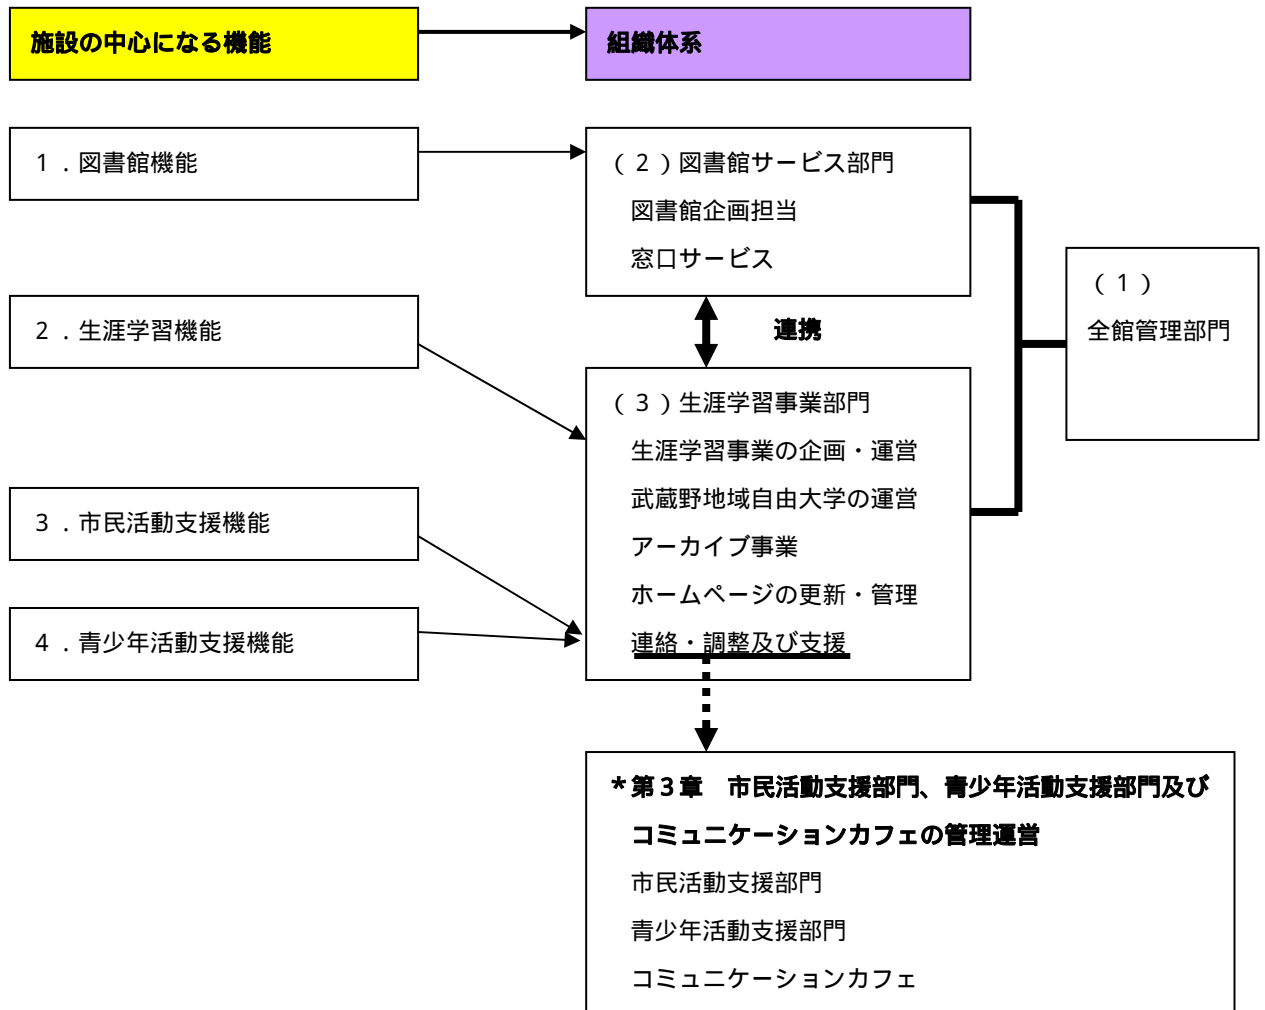 施設の中心になる機能
組織体系
1．図書館機能
（2）図書館サービス部門
図書館企画担当
窓口サービス
（1）
全館管理部門
2．生涯学習機能
連携
（3）生涯学習事業部門
生涯学習事業の企画・運営
武蔵野地域自由大学の運営
アーカイブ事業
ホームページの更新・管理
連絡・調整及び支援
3．市民活動支援機能
4．青少年活動支援機能
*第3章　市民活動支援部門、青少年活動支援部門及び
コミュニケーションカフェの管理運営
市民活動支援部門
青少年活動支援部門
コミュニケーションカフェ